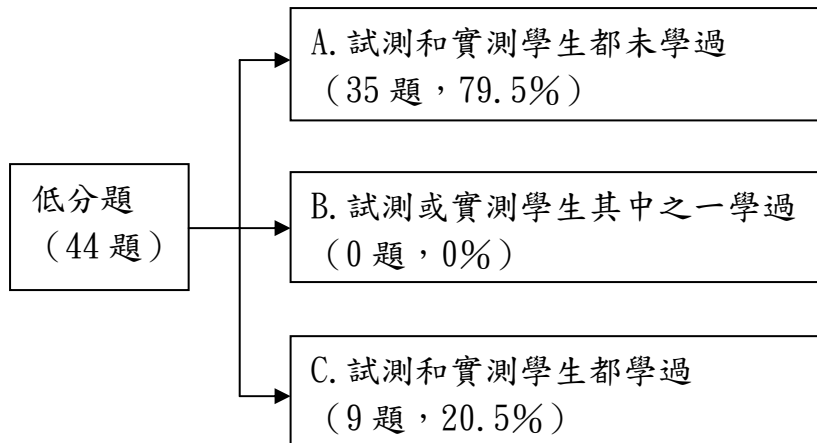 A.試測和實測學生都未學過
（35 題，79.5%）
低分題
（44 題）
B.試測或實測學生其中之一學過
（0 題，0%）
C.試測和實測學生都學過
（9 題，20.5%）